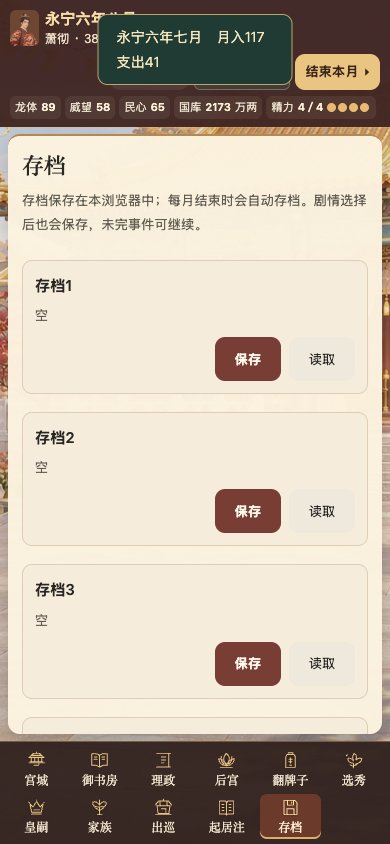 永宁六年
萧彻 · 38
永宁六年七月 月入117
支出41
结束本月
龙体 89 威望 58 民心 65 国库 2173 万两 精力 4 / 4
存档
存档保存在本浏览器中；每月结束时会自动存档。剧情选择
后也会保存，未完事件可继续。
存档1
空
保存 读取
存档2
空
保存 读取
存档3
空
保存 读取
宫城 御书房 理政 后宫 翻牌子 选秀
皇嗣 家族 出巡 起居注 存档